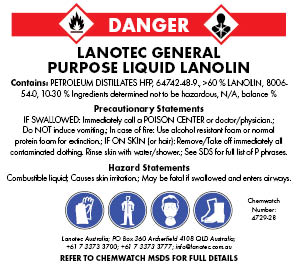 DANGER
LANOTEC GENERAL
PURPOSE LIQUID LANOLIN
Contains: PETROLEUM DISTILLATES HFP, 64742-48-9., >60 % LANOLIN, 8006-
54-0, 10-30 % Ingredients determined not to be hazardous, N/A, balance %
Precautionary Statements
IF SWALLOWED: Immediately call a POISON CENTER or doctor/physician.;
Do NOT induce vomiting.; In case of fire: Use alcohol resistant foam or normal
protein foam for extinction.; IF ON SKIN (or hair): Remove/Take off immediately all
contaminated clothing. Rinse skin with water/shower.; See SDS for full list of P phrases.
Hazard Statements
Combustible liquid; Causes skin irritation.; May be fatal if swallowed and enters airways.
Chemwatch
Number:
4729-28
Lanotec Australia; PO Box 360 Archerfield 4108 QLD Australia;
+61 7 3373 3700; +61 7 3373 3777; info@lanotec.com.au
REFER TO CHEMWATCH MSDS FOR FULL DETAILS